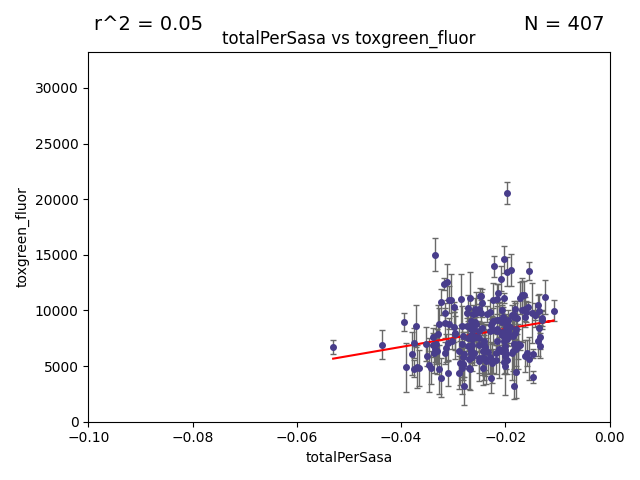 r^2 = 0.05
N = 407
totalPerSasa vs toxgreen_fluor
30000
25000
20000
15000
10000
5000
0
toxgreen_fluor
−0.10
−0.08
−0.06
−0.04
−0.02
0.00
totalPerSasa